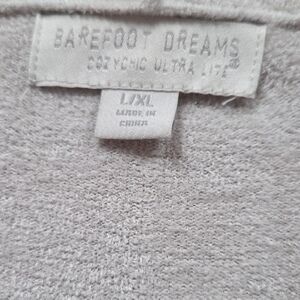 BAREFOOT DREAMS
COZYCHIC ULTRA LITE®
L/XL
MADE IN
CHINA